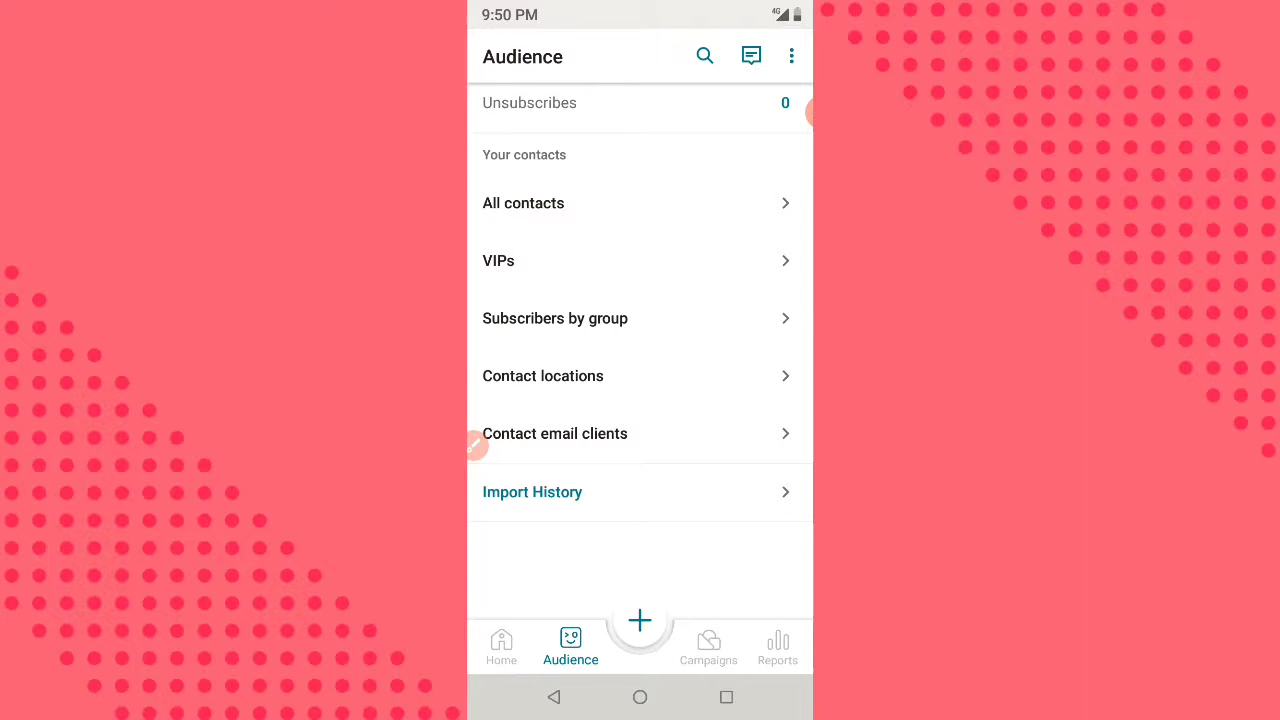 9:50 PM
4G
Audience
Unsubscribes 0
Your contacts
All contacts
VIPs
Subscribers by group
Contact locations
Contact email clients
Import History
Home
Audience
Campaigns
Reports